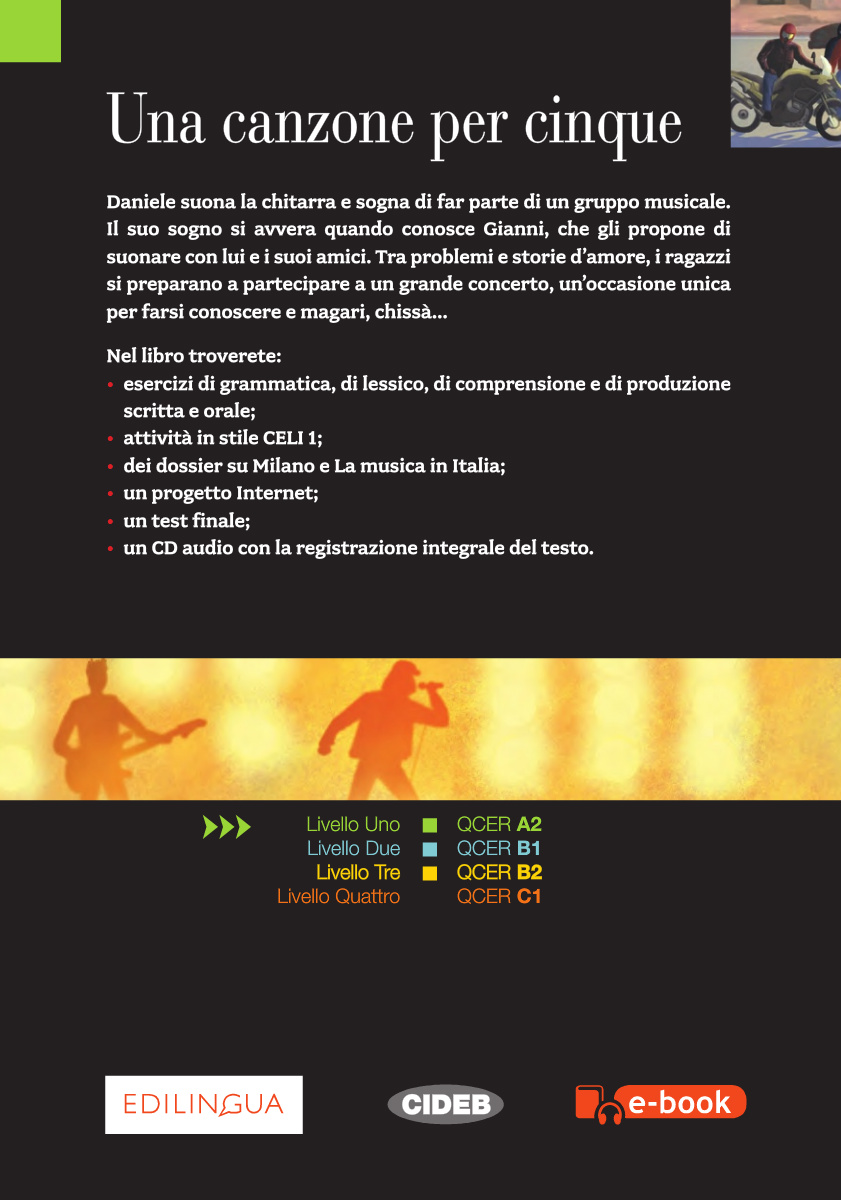 Una canzone per cinque
Daniele suona la chitarra e sogna di far parte di un gruppo musicale.
Il suo sogno si avvera quando conosce Gianni, che gli propone di
suonare con lui e i suoi amici. Tra problemi e storie d’amore, i ragazzi
si preparano a partecipare a un grande concerto, un’occasione unica
per farsi conoscere e magari, chissà...
Nel libro troverete:
• esercizi di grammatica, di lessico, di comprensione e di produzione
scritta e orale;
• attività in stile CELI 1;
• dei dossier su Milano e La musica in Italia;
• un progetto Internet;
• un test finale;
• un CD audio con la registrazione integrale del testo.
Livello Uno QCER A2
Livello Due QCER B1
Livello Tre QCER B2
Livello Quattro QCER C1
EDILINGUA
CIDEB
e-book